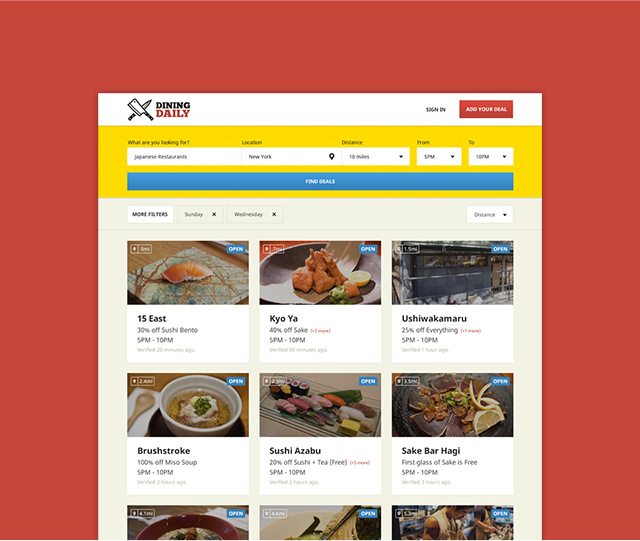 DINING
DAILY
SIGN IN
ADD YOUR DEAL
What are you looking for?
Location
Distance
From
To
Japanese Restaurants
New York
10 miles
5PM
10PM
FIND DEALS
MORE FILTERS
Sunday ×
Wednesday ×
Distance
.5mi
OPEN
.7mi
OPEN
1.5mi
OPEN
15 East
30% off Sushi Bento
5PM - 10PM
Verified 20 minutes ago.
Kyo Ya
40% off Sake (+3 more)
5PM - 10PM
Verified 50 minutes ago.
Ushiwakamaru
25% off Everything (+1 more)
5PM - 10PM
Verified 1 hour ago.
2.4mi
OPEN
OPEN
3.5mi
OPEN
Brushstroke
100% off Miso Soup
5PM - 10PM
Verified 2 hours ago.
Sushi Azabu
20% off Sushi + Tea (Free) (+5 more)
5PM - 10PM
Verified 2 hours ago.
Sake Bar Hagi
First glass of Sake is Free
5PM - 10PM
Verified 3 hours ago.
4.1mi
OPEN
4.6mi
OPEN
OPEN